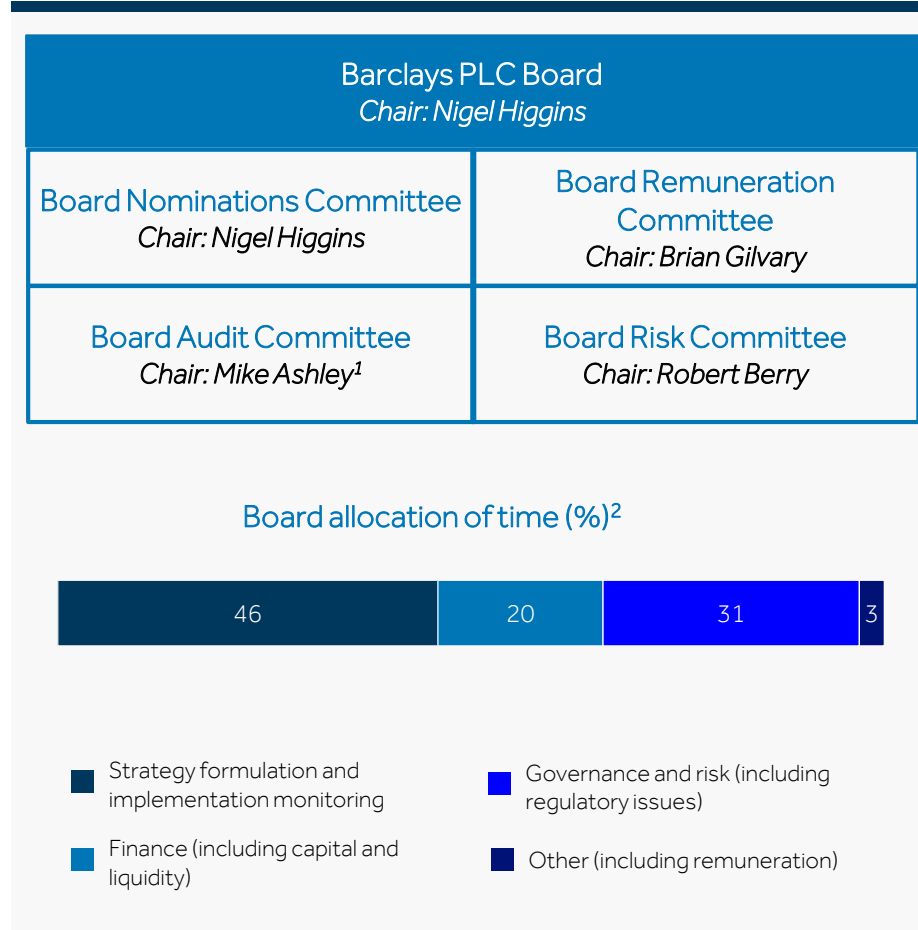 Barclays PLC Board
Chair: Nigel Higgins
Board Nominations Committee
Chair: Nigel Higgins
Board Remuneration
Committee
Chair: Brian Gilvary
Board Audit Committee
Chair: Mike Ashley¹
Board Risk Committee
Chair: Robert Berry
Board allocation of time (%)²
46
20
31
3
Strategy formulation and
implementation monitoring
Governance and risk (including
regulatory issues)
Finance (including capital and
liquidity)
Other (including remuneration)